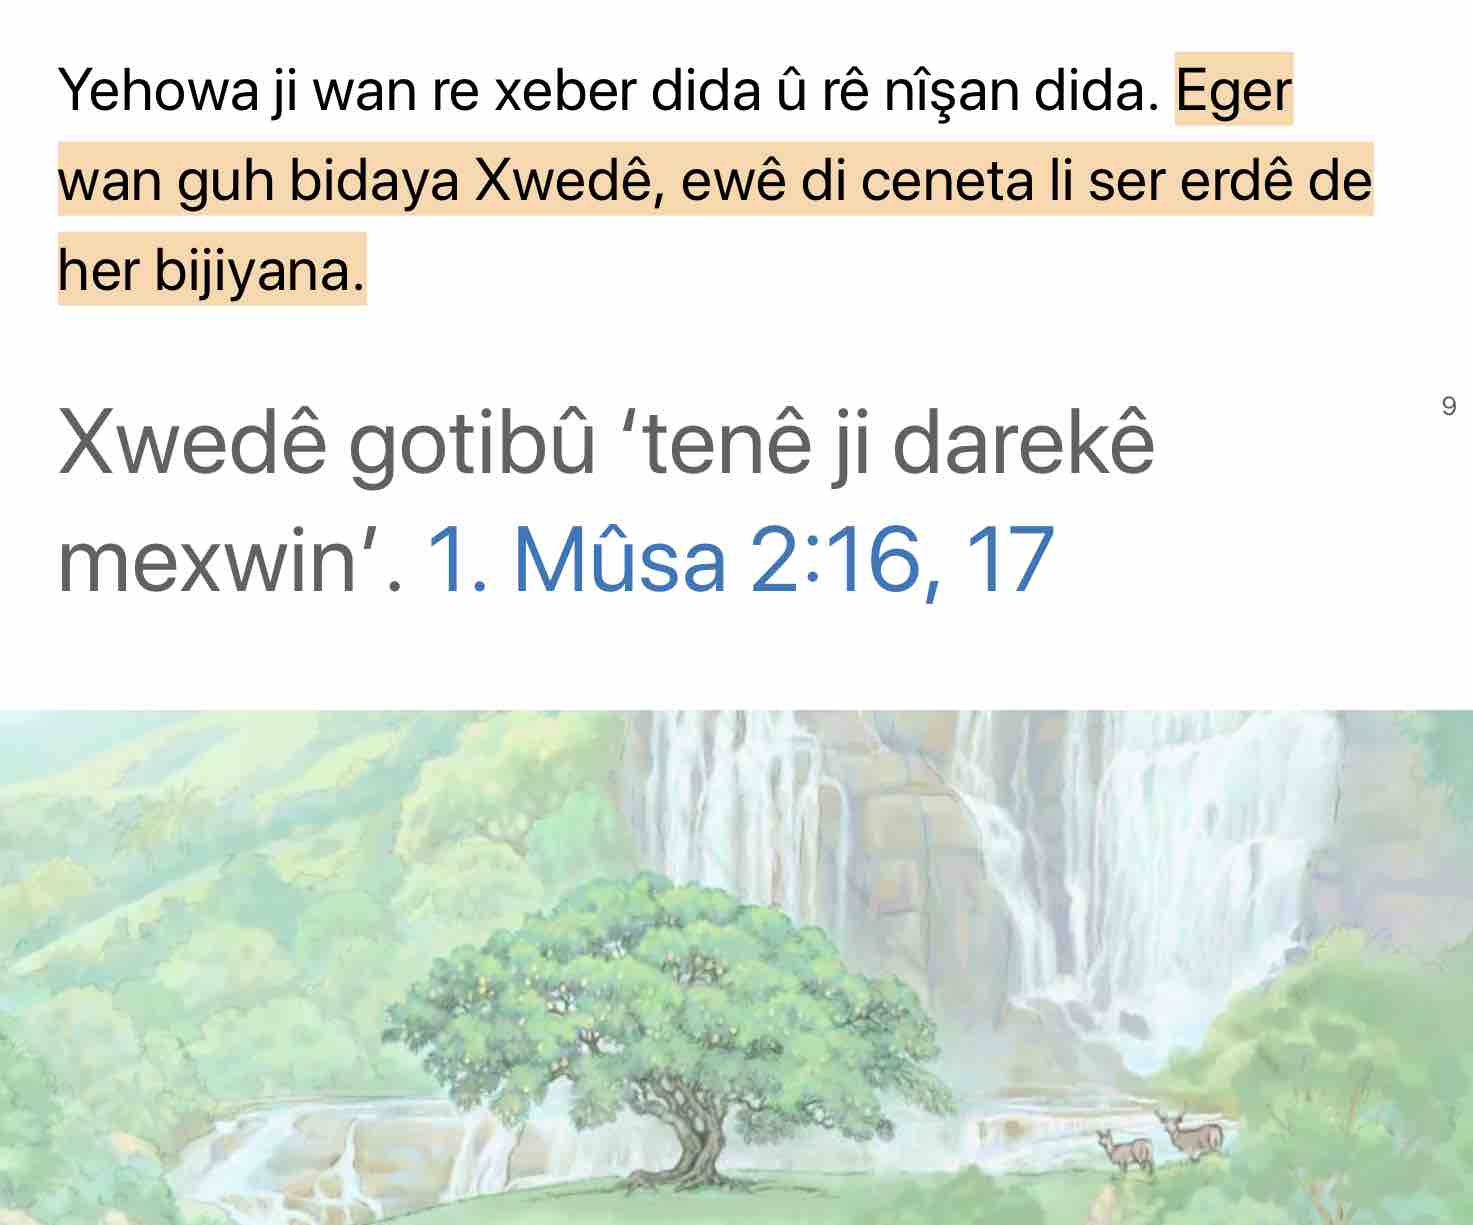 Yehowa ji wan re xeber dida û rê nîşan dida. Eger
wan guh bidaya Xwedê, ewê di ceneta li ser erdê de
her bijiyana.
9
Xwedê gotibû ‘tenê ji darekê
mexwin’. 1. Mûsa 2:16, 17